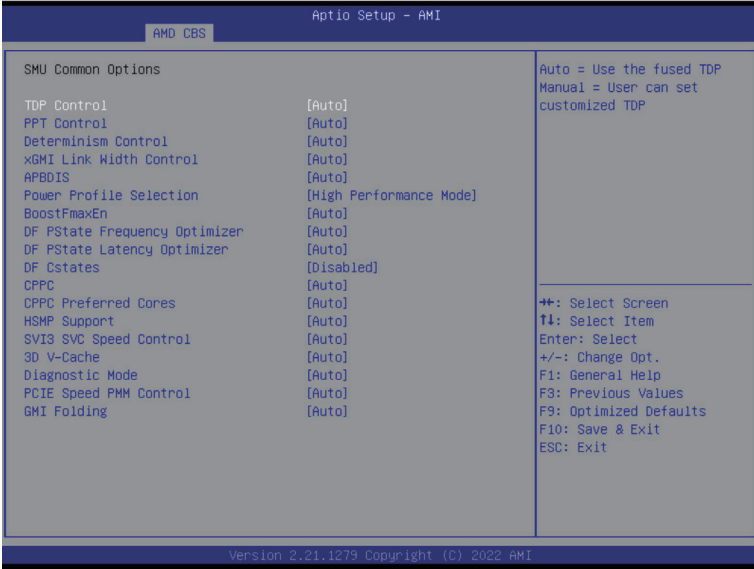 Aptio Setup – AMI
AMD CBS
SMU Common Options
TDP Control [Auto]
PPT Control [Auto]
Determinism Control [Auto]
xGMI Link Width Control [Auto]
APBDIS [Auto]
Power Profile Selection [High Performance Mode]
BoostFmaxEn [Auto]
DF PState Frequency Optimizer [Auto]
DF PState Latency Optimizer [Auto]
DF Cstates [Disabled]
CPPC [Auto]
CPPC Preferred Cores [Auto]
HSMP Support [Auto]
SVI3 SVC Speed Control [Auto]
3D V-Cache [Auto]
Diagnostic Mode [Auto]
PCIE Speed PMM Control [Auto]
GMI Folding [Auto]
Auto = Use the fused TDP
Manual = User can set
customized TDP
→←: Select Screen
↑↓: Select Item
Enter: Select
+/-: Change Opt.
F1: General Help
F3: Previous Values
F9: Optimized Defaults
F10: Save & Exit
ESC: Exit
Version 2.21.1279 Copyright (C) 2022 AMI